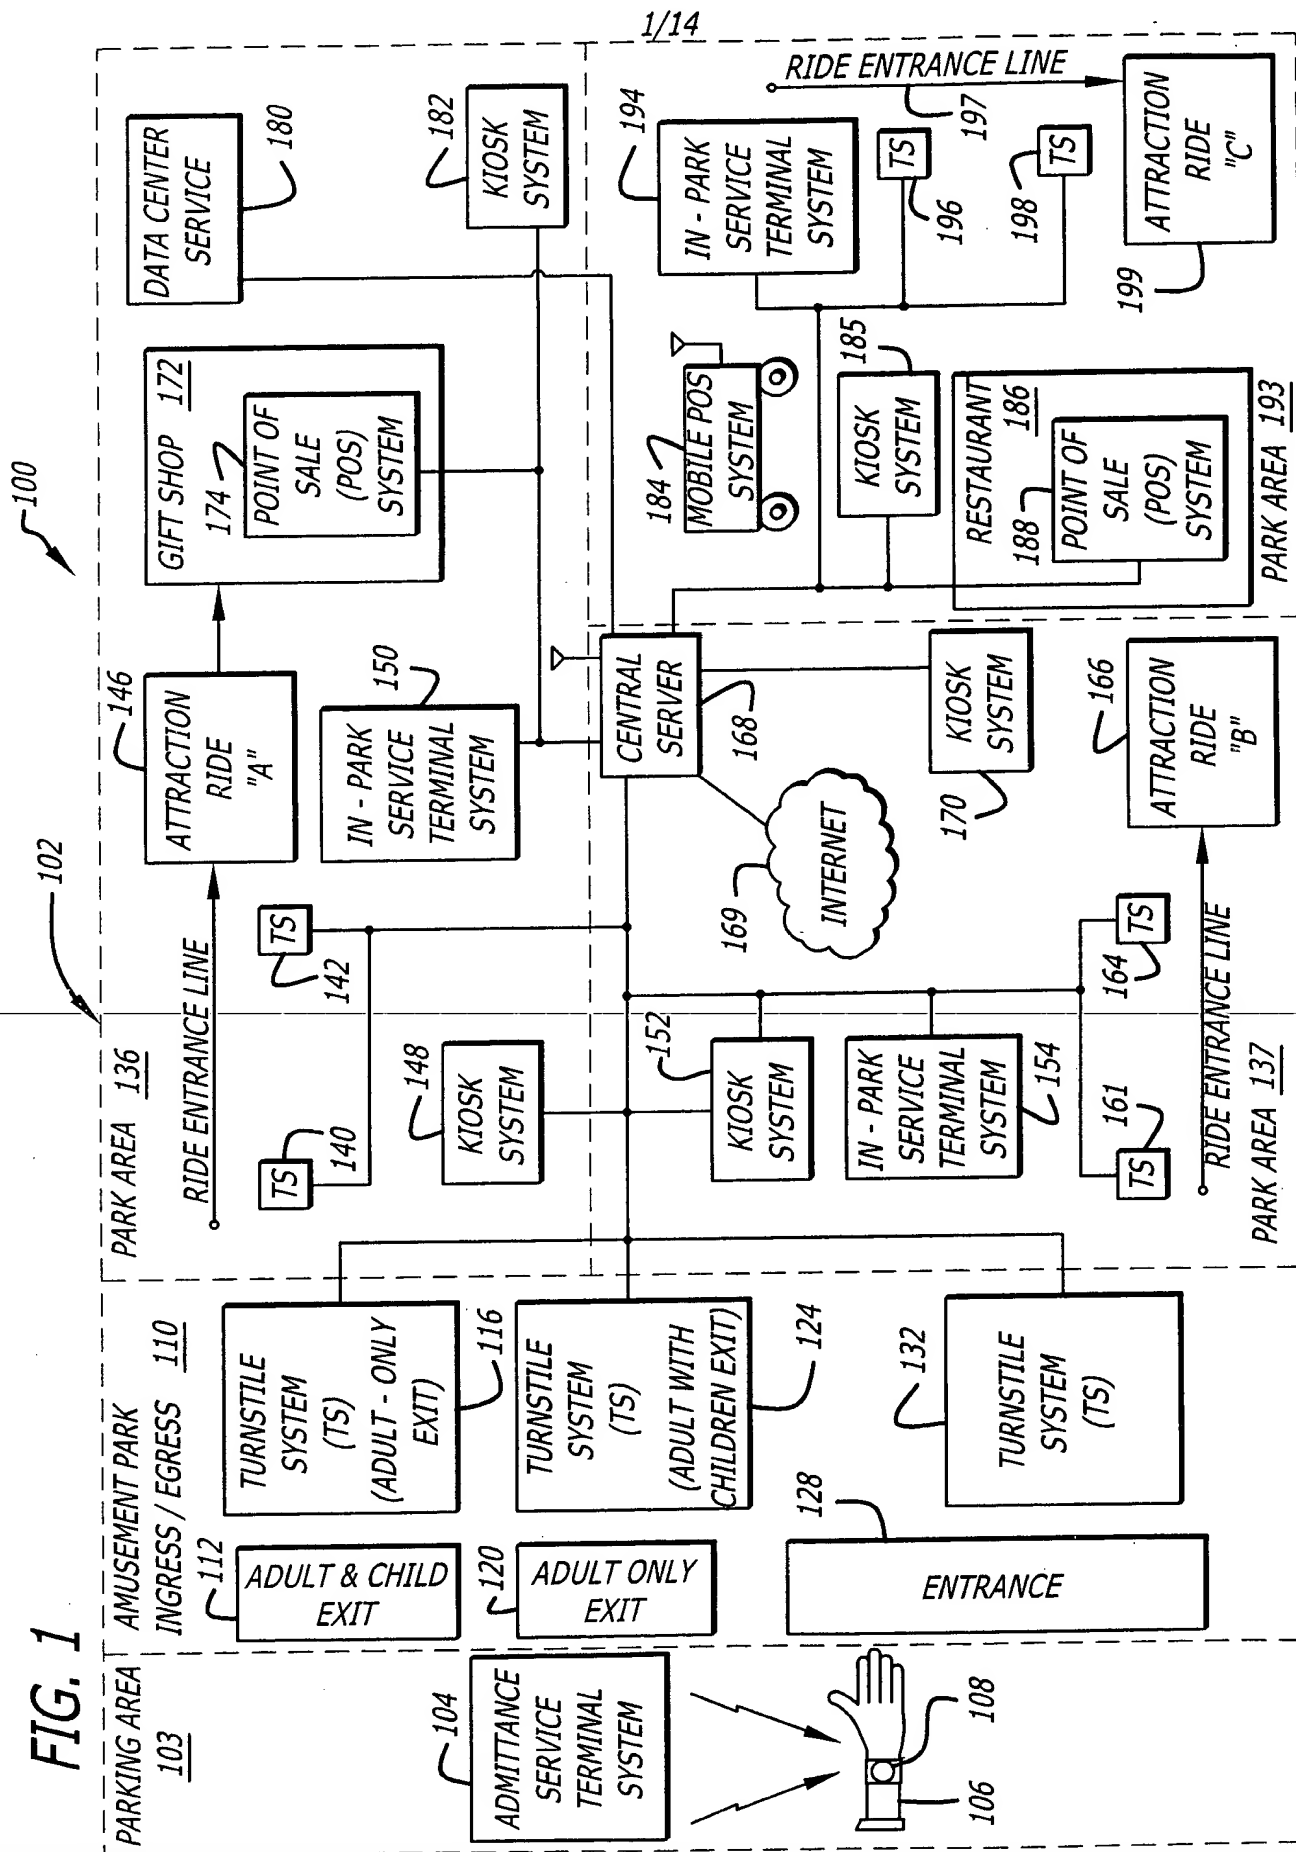 1/14
FIG. 1
100
102
PARKING AREA
103
ADMITTANCE
SERVICE
TERMINAL
SYSTEM
104
106
108
AMUSEMENT PARK
INGRESS / EGRESS 110
112
ADULT & CHILD
EXIT
TURNSTILE
SYSTEM
(TS)
(ADULT - ONLY
EXIT)
116
120
ADULT ONLY
EXIT
TURNSTILE
SYSTEM
(TS)
(ADULT WITH
CHILDREN EXIT)
124
128
ENTRANCE
132
TURNSTILE
SYSTEM
(TS)
PARK AREA 136
RIDE ENTRANCE LINE
TS
140
TS
142
146
ATTRACTION
RIDE
"A"
148
KIOSK
SYSTEM
150
IN - PARK
SERVICE
TERMINAL
SYSTEM
GIFT SHOP 172
174
POINT OF
SALE
(POS)
SYSTEM
DATA CENTER
SERVICE
180
182
KIOSK
SYSTEM
152
KIOSK
SYSTEM
IN - PARK
SERVICE
TERMINAL
SYSTEM
154
TS
161
TS
164
RIDE ENTRANCE LINE
PARK AREA 137
166
ATTRACTION
RIDE
"B"
CENTRAL
SERVER
168
INTERNET
169
KIOSK
SYSTEM
170
184
MOBILE POS
SYSTEM
185
KIOSK
SYSTEM
RESTAURANT
186
188
POINT OF
SALE
(POS)
SYSTEM
PARK AREA 193
194
IN - PARK
SERVICE
TERMINAL
SYSTEM
TS
196
TS
198
RIDE ENTRANCE LINE
197
ATTRACTION
RIDE
"C"
199